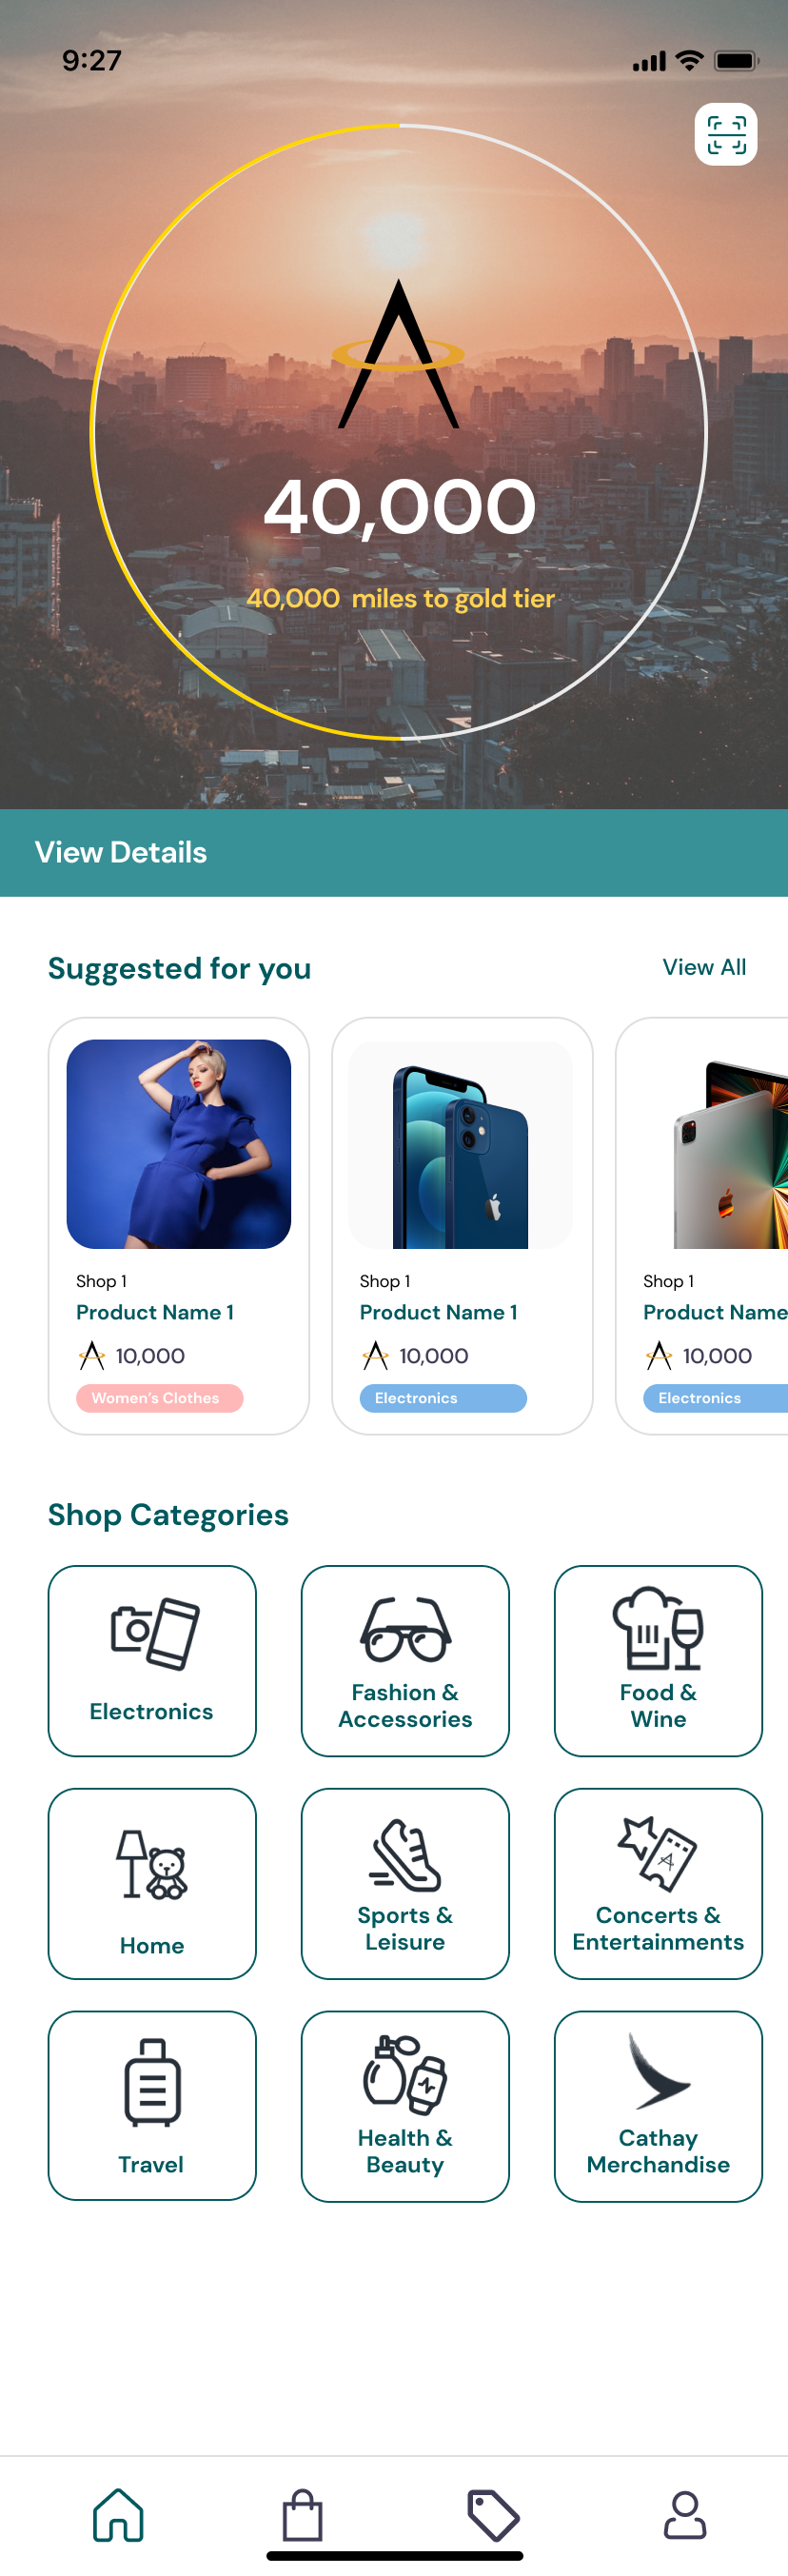 9:27
40,000
40,000 miles to gold tier
View Details
Suggested for you
View All
Shop 1
Product Name 1
10,000
Women's Clothes
Shop 1
Product Name 1
10,000
Electronics
Shop 1
Product Name
10,000
Electronics
Shop Categories
Electronics
Fashion &
Accessories
Food &
Wine
Home
Sports &
Leisure
Concerts &
Entertainments
Travel
Health &
Beauty
Cathay
Merchandise